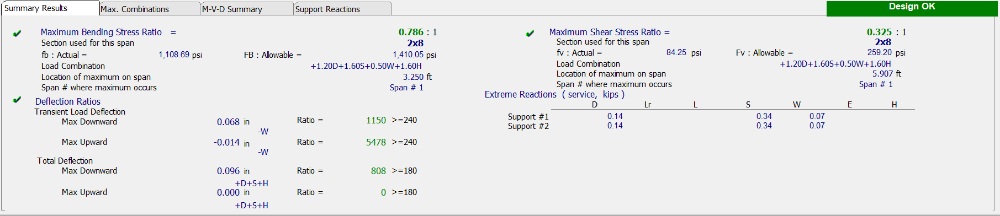 Summary Results
Max. Combinations
M-V-D Summary
Support Reactions
Design OK
Maximum Bending Stress Ratio = 0.786 : 1
Section used for this span 2x8
fb : Actual = 1,108.69 psi FB : Allowable = 1,410.05 psi
Load Combination +1.20D+1.60S+0.50W+1.60H
Location of maximum on span 3.250 ft
Span # where maximum occurs Span # 1
Maximum Shear Stress Ratio = 0.325 : 1
Section used for this span 2x8
fv : Actual = 84.25 psi Fv : Allowable = 259.20 psi
Load Combination +1.20D+1.60S+0.50W+1.60H
Location of maximum on span 5.907 ft
Span # where maximum occurs Span # 1
Deflection Ratios
Transient Load Deflection
Max Downward 0.068 in Ratio = 1150 >=240
-W
Max Upward -0.014 in Ratio = 5478 >=240
-W
Total Deflection
Max Downward 0.096 in Ratio = 808 >=180
+D+S+H
Max Upward 0.000 in Ratio = 0 >=180
+D+S+H
Extreme Reactions ( service, kips )
D Lr L S W E H
Support #1 0.14 0.34 0.07
Support #2 0.14 0.34 0.07